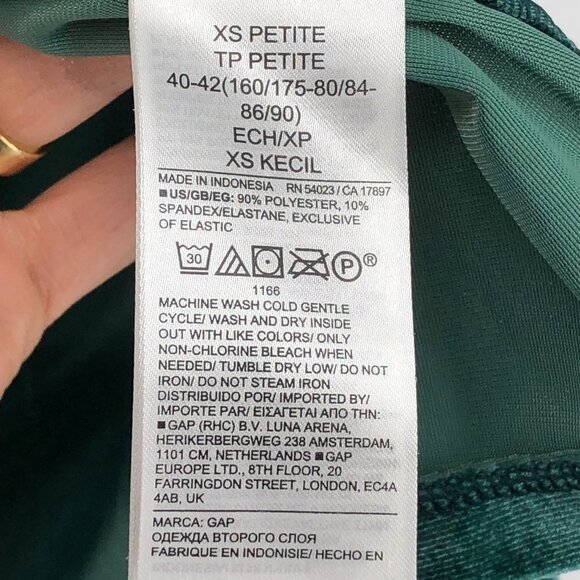 XS PETITE
TP PETITE
40-42(160/175-80/84-
86/90)
ECH/XP
XS KECIL
MADE IN INDONESIA RN 54023 / CA 17897
■ US/GB/EG: 90% POLYESTER, 10%
SPANDEX/ELASTANE, EXCLUSIVE
OF ELASTIC
30 P ®
1166
MACHINE WASH COLD GENTLE
CYCLE/ WASH AND DRY INSIDE
OUT WITH LIKE COLORS/ ONLY
NON-CHLORINE BLEACH WHEN
NEEDED/ TUMBLE DRY LOW/ DO NOT
IRON/ DO NOT STEAM IRON
DISTRIBUIDO POR/ IMPORTED BY/
IMPORTE PAR/ ΕΙΣΑΓΕΤΑΙ ΑΠΟ ΤΗΝ:
■ GAP (RHC) B.V. LUNA ARENA,
HERIKERBERGWEG 238 AMSTERDAM,
1101 CM, NETHERLANDS ■ GAP
EUROPE LTD., 8TH FLOOR, 20
FARRINGDON STREET, LONDON, EC4A
4AB, UK
MARCA: GAP
ОДЕЖДА ВТОРОГО СЛОЯ
FABRIQUE EN INDONESIE/ HECHO EN